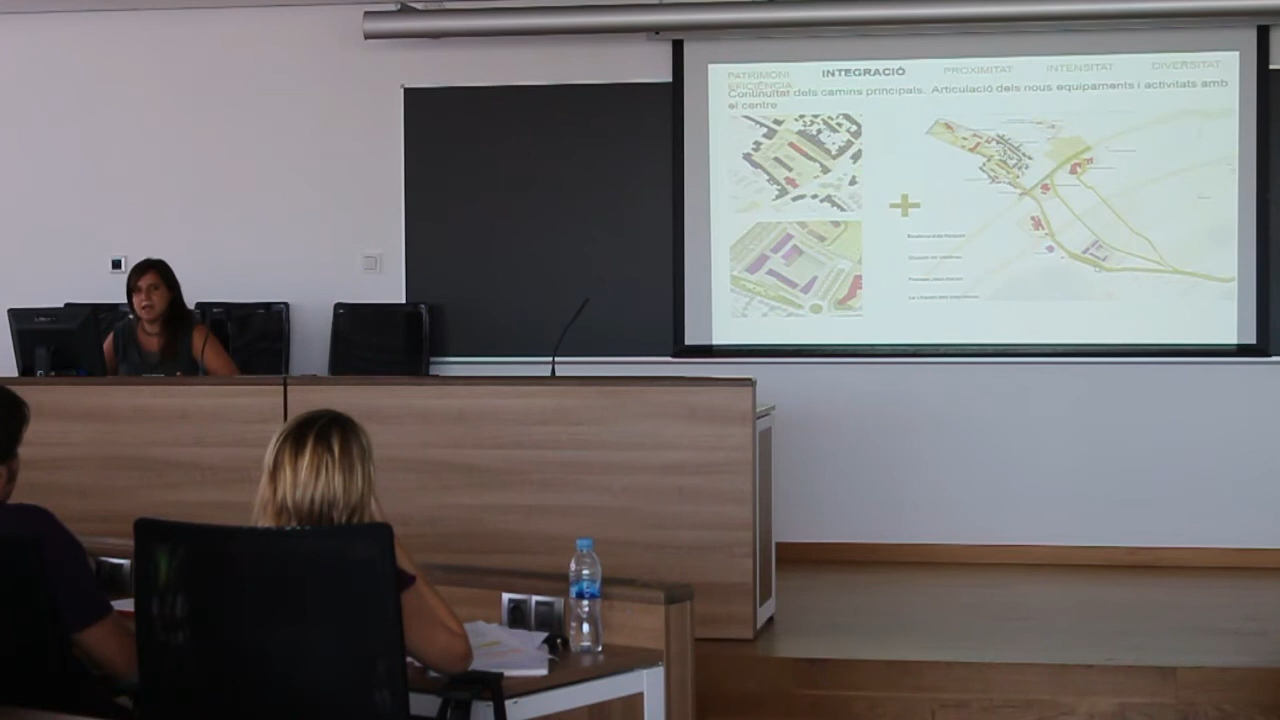 PATRIMONI INTEGRACIÓ PROXIMITAT INTENSITAT DIVERSITAT
EFICIÈNCIA
Continuïtat dels camins principals. Articulació dels nous equipaments i activitats amb
el centre